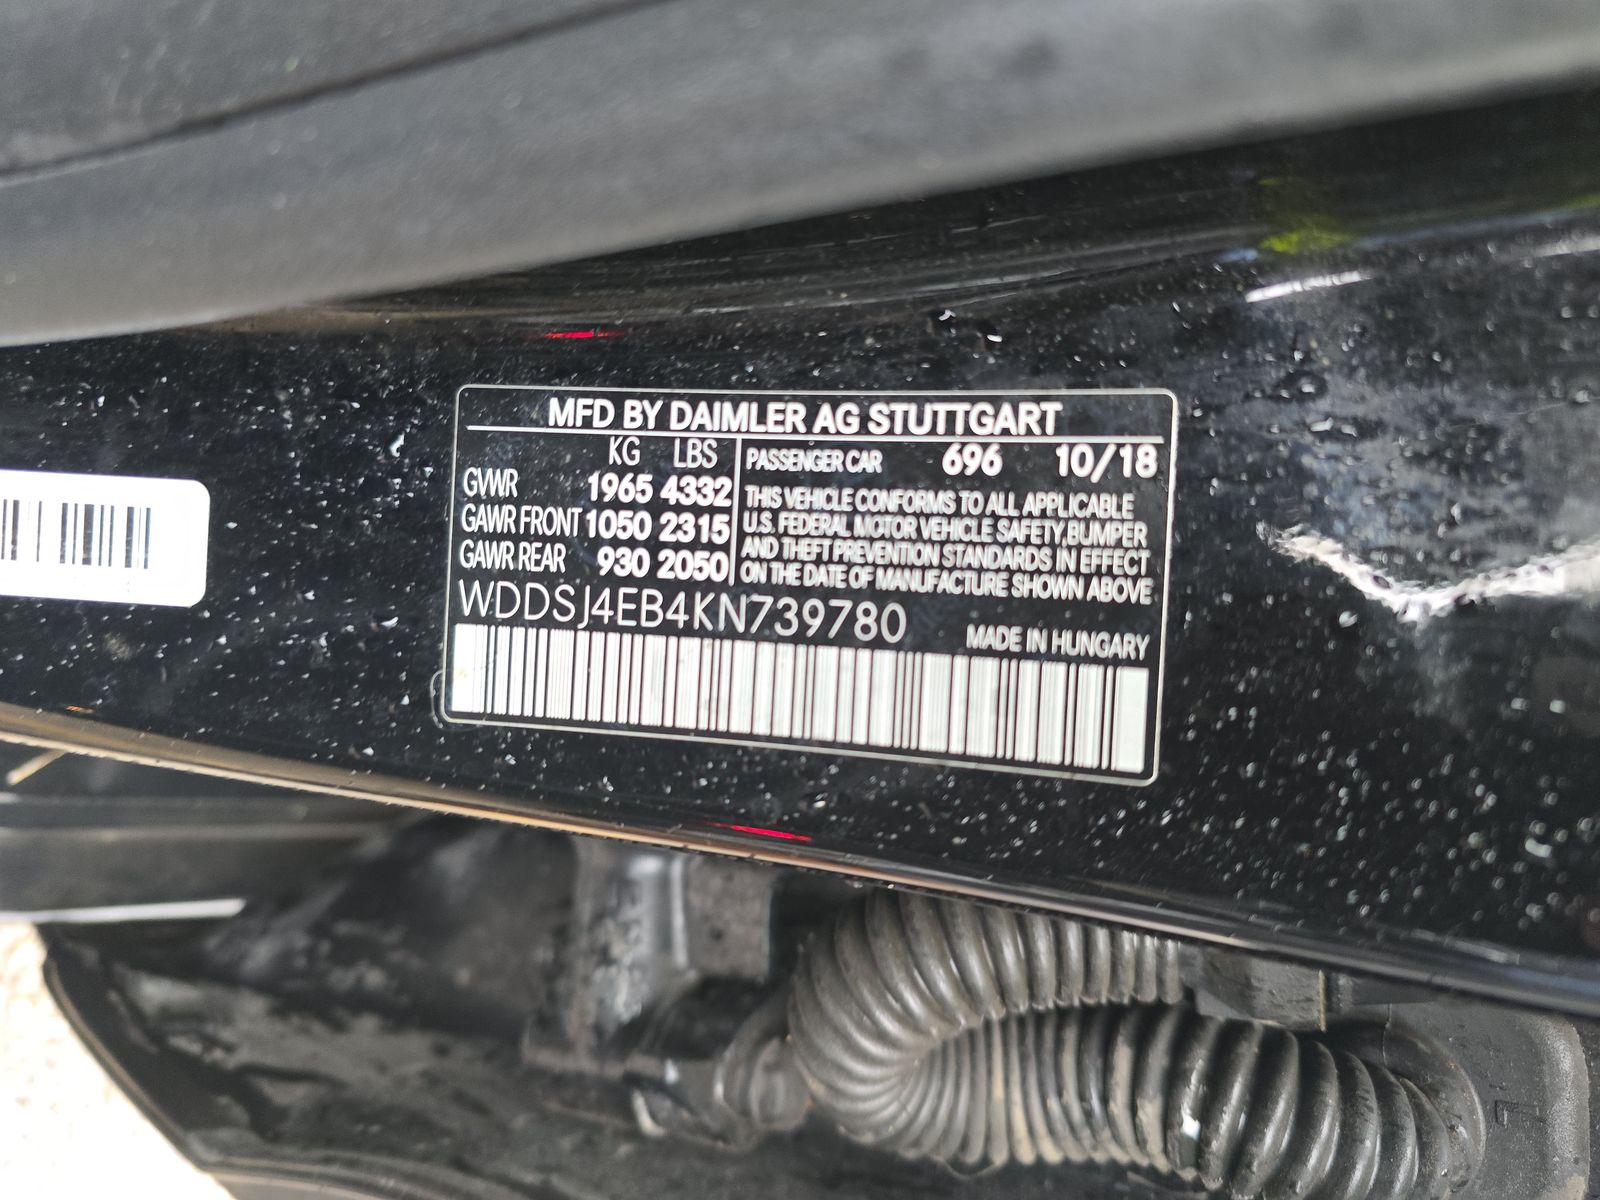 MFD BY DAIMLER AG STUTTGART
KG LBS
GVWR 1965 4332
GAWR FRONT 1050 2315
GAWR REAR 930 2050
PASSENGER CAR 696 10/18
THIS VEHICLE CONFORMS TO ALL APPLICABLE
U.S. FEDERAL MOTOR VEHICLE SAFETY,BUMPER
AND THEFT PREVENTION STANDARDS IN EFFECT
ON THE DATE OF MANUFACTURE SHOWN ABOVE
WDDSJ4EB4KN739780
MADE IN HUNGARY